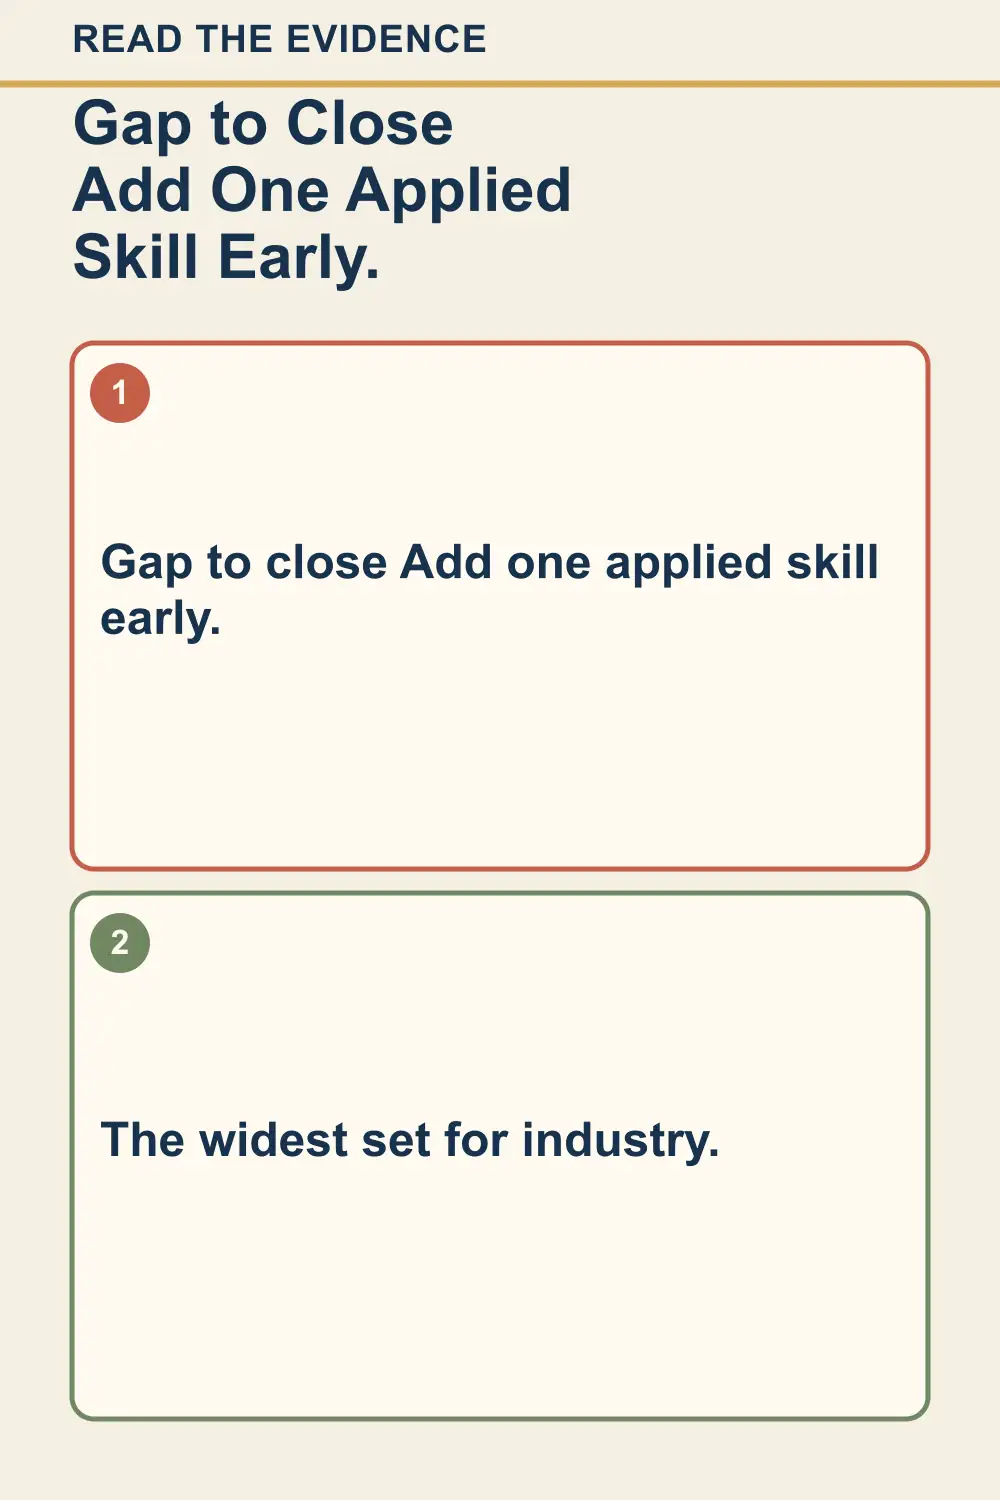 READ THE EVIDENCE
Gap to Close
Add One Applied
Skill Early.
1
Gap to close Add one applied skill
early.
2
The widest set for industry.